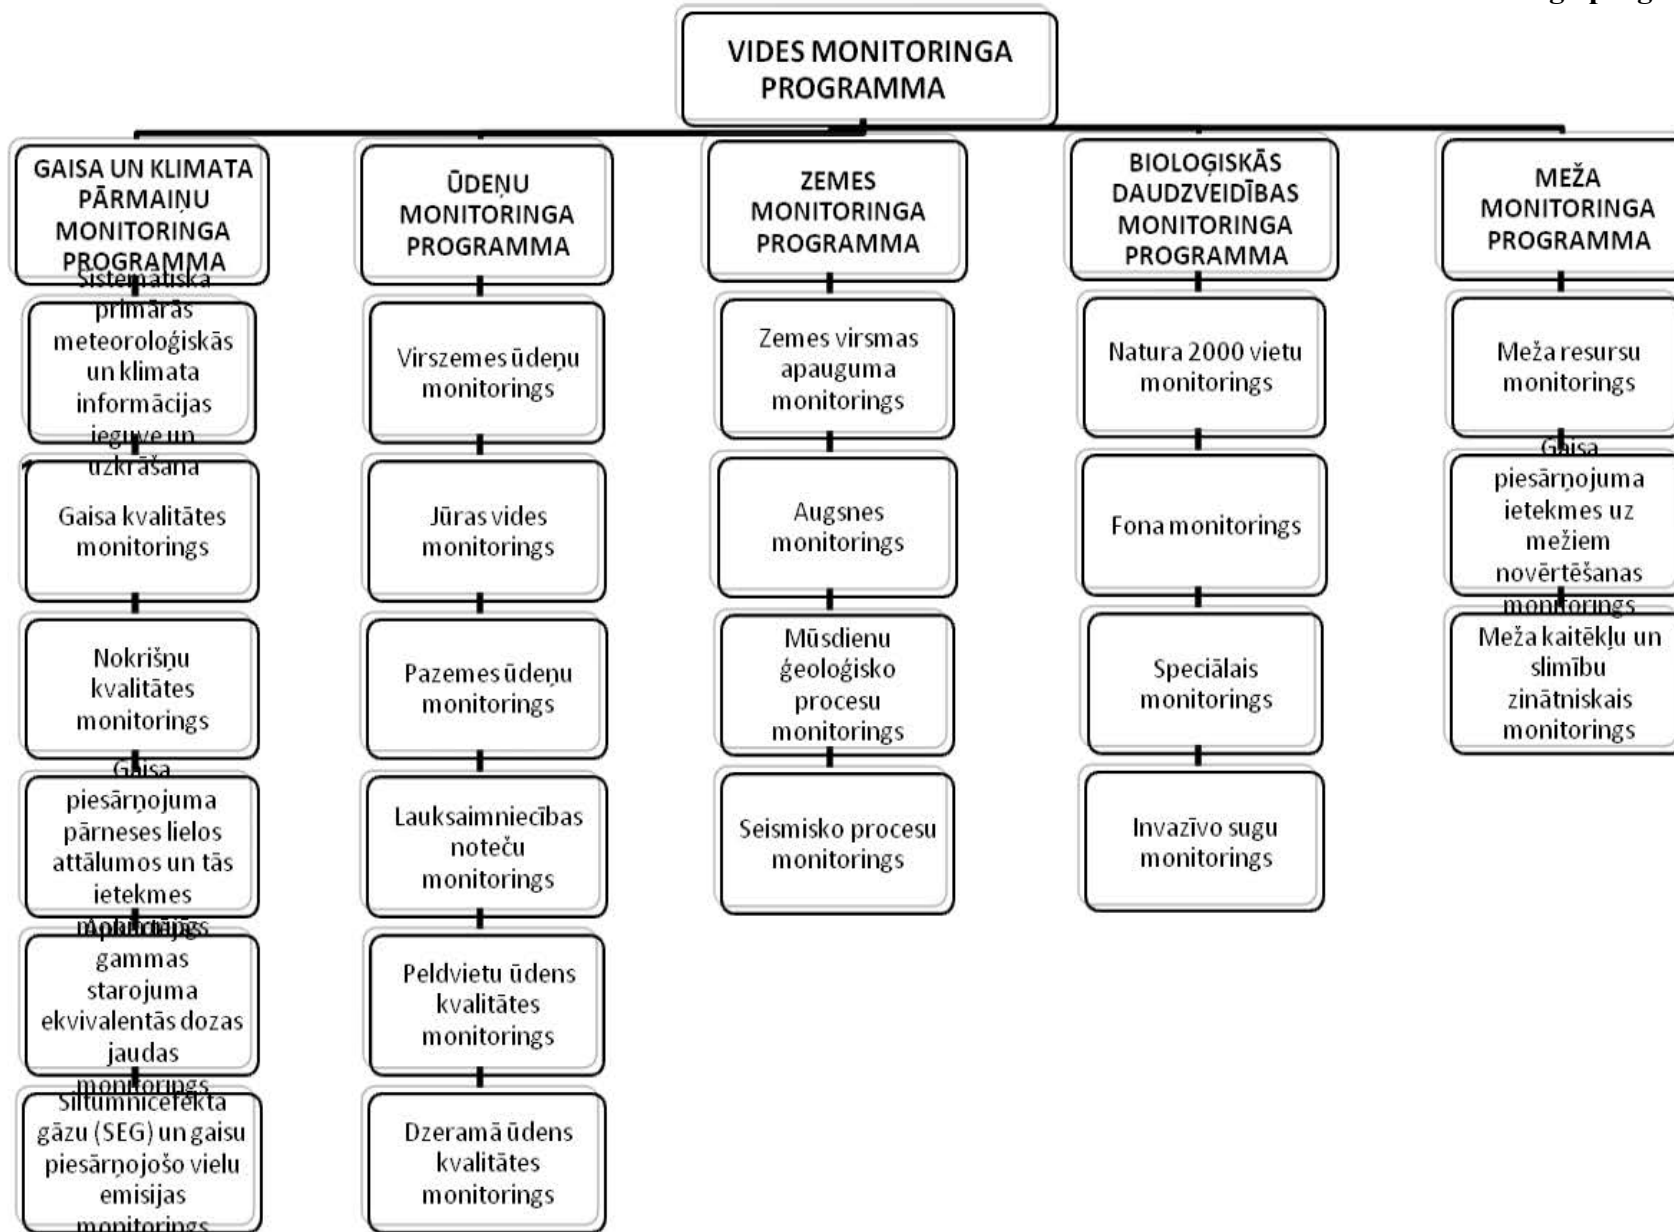 VIDES MONITORINGA
PROGRAMMA
GAISA UN KLIMATA
PĀRMAIŅU
MONITORINGA
PROGRAMMA
Sistemātiska
primārās
meteoroloģiskās
un klimata
informācijas
ieguve un
uzkrāšana
Gaisa kvalitātes
monitorings
Nokrišņu
kvalitātes
monitorings
Gaisa
piesārņojuma
pārneses lielos
attālumos un tās
ietekmes
monitorings
gammas
starojuma
ekvivalentās dozas
jaudas
monitorings
Siltumnicefekta
gāzu (SEG) un gaisu
piesārņojošo vielu
emisijas
monitorings
ŪDEŅU
MONITORINGA
PROGRAMMA
Virszemes ūdeņu
monitorings
Jūras vides
monitorings
Pazemes ūdeņu
monitorings
Lauksaimniecības
noteču
monitorings
Peldvietu ūdens
kvalitātes
monitorings
Dzeramā ūdens
kvalitātes
monitorings
ZEMES
MONITORINGA
PROGRAMMA
Zemes virsmas
apauguma
monitorings
Augsnes
monitorings
Mūsdienu
ģeoloģisko
procesu
monitorings
Seismisko procesu
monitorings
BIOLOĢISKĀS
DAUDZVEIDĪBAS
MONITORINGA
PROGRAMMA
Natura 2000 vietu
monitorings
Fona monitorings
Speciālais
monitorings
Invazīvo sugu
monitorings
MEŽA
MONITORINGA
PROGRAMMA
Meža resursu
monitorings
Gaisa
piesārņojuma
ietekmes uz
mežiem
novērtēšanas
monitorings
Meža kaitēkļu un
slimību
zinātniskais
monitorings